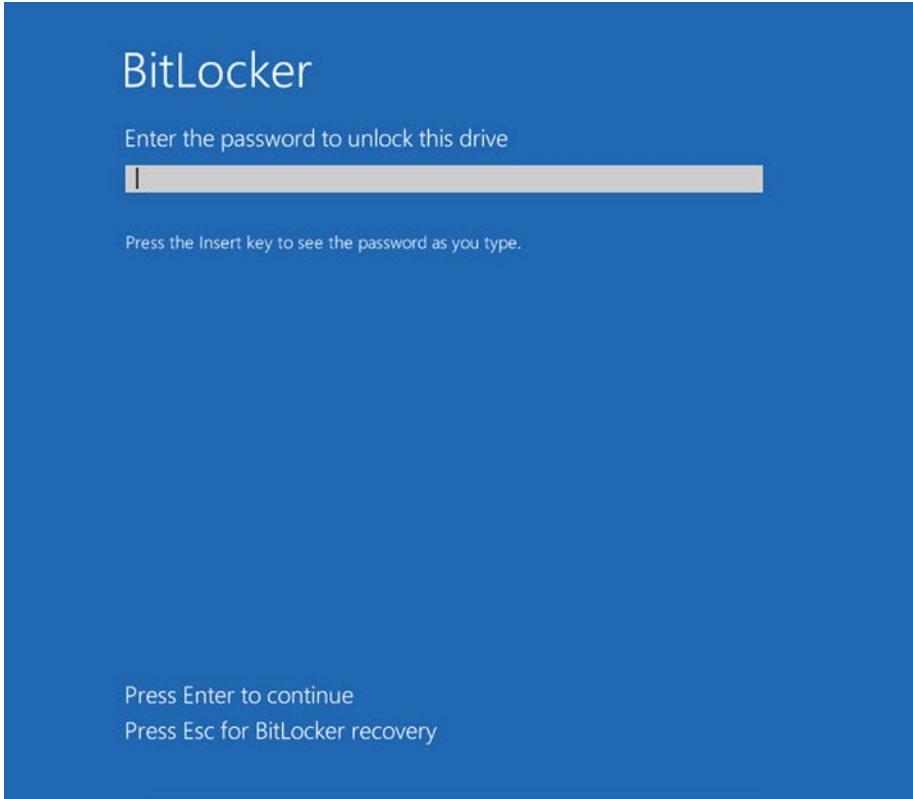 BitLocker
Enter the password to unlock this drive
Press the Insert key to see the password as you type.
Press Enter to continue
Press Esc for BitLocker recovery